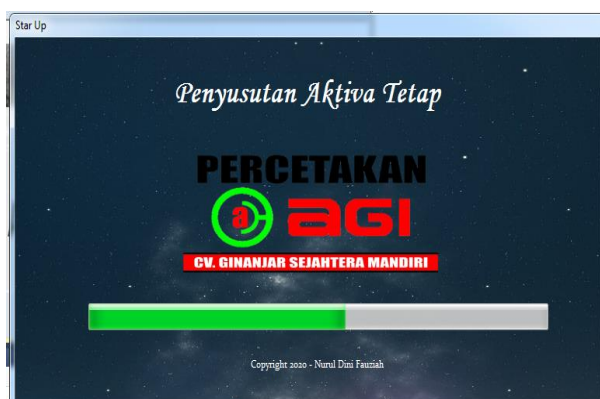 Star Up
Penyusutan Aktiva Tetap
PERCETAKAN
a AGI
CV. GINANJAR SEJAHTERA MANDIRI
Copyright 2020 - Nurul Dini Fauziah